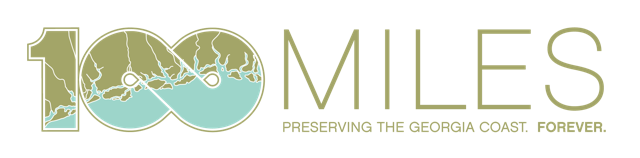 100 MILES
PRESERVING THE GEORGIA COAST. FOREVER.